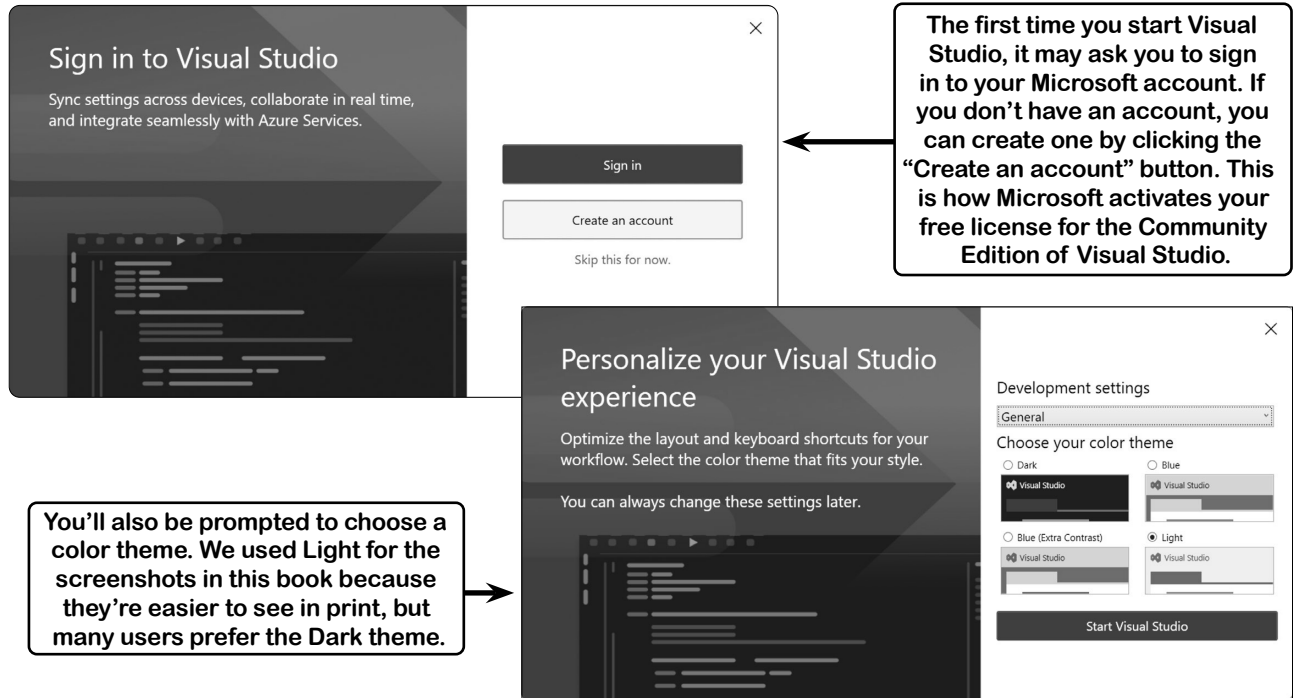 Sign in to Visual Studio
Sync settings across devices, collaborate in real time,
and integrate seamlessly with Azure Services.
Sign in
Create an account
Skip this for now.
The first time you start Visual
Studio, it may ask you to sign
in to your Microsoft account. If
you don’t have an account, you
can create one by clicking the
“Create an account” button. This
is how Microsoft activates your
free license for the Community
Edition of Visual Studio.
Personalize your Visual Studio
experience
Optimize the layout and keyboard shortcuts for your
workflow. Select the color theme that fits your style.
You can always change these settings later.
Development settings
General
Choose your color theme
Dark
Blue
Visual Studio
Visual Studio
Blue (Extra Contrast)
Light
Visual Studio
Visual Studio
Start Visual Studio
You’ll also be prompted to choose a
color theme. We used Light for the
screenshots in this book because
they’re easier to see in print, but
many users prefer the Dark theme.